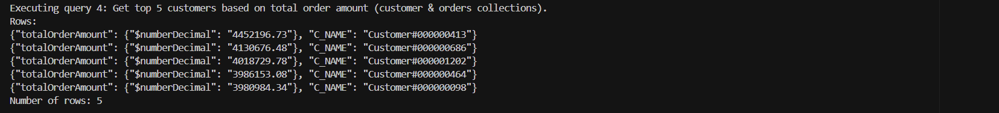 Executing query 4: Get top 5 customers based on total order amount (customer & orders collections).
Rows:
{"totalOrderAmount": {"$numberDecimal": "4452196.73"}, "C_NAME": "Customer#000000413"}
{"totalOrderAmount": {"$numberDecimal": "4130676.48"}, "C_NAME": "Customer#000000686"}
{"totalOrderAmount": {"$numberDecimal": "4018729.78"}, "C_NAME": "Customer#000001202"}
{"totalOrderAmount": {"$numberDecimal": "3986153.08"}, "C_NAME": "Customer#000000464"}
{"totalOrderAmount": {"$numberDecimal": "3980984.34"}, "C_NAME": "Customer#000000098"}
Number of rows: 5